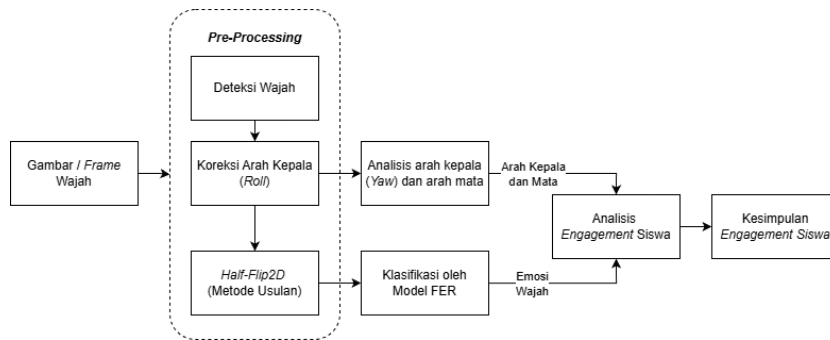 Pre-Processing
Deteksi Wajah
Gambar / Frame
Wajah
Koreksi Arah Kepala
(Roll)
Analisis arah kepala
(Yaw) dan arah mata
Arah Kepala
dan Mata
Analisis
Engagement Siswa
Kesimpulan
Engagement Siswa
Half-Flip2D
(Metode Usulan)
Klasifikasi oleh
Model FER
Emosi
Wajah